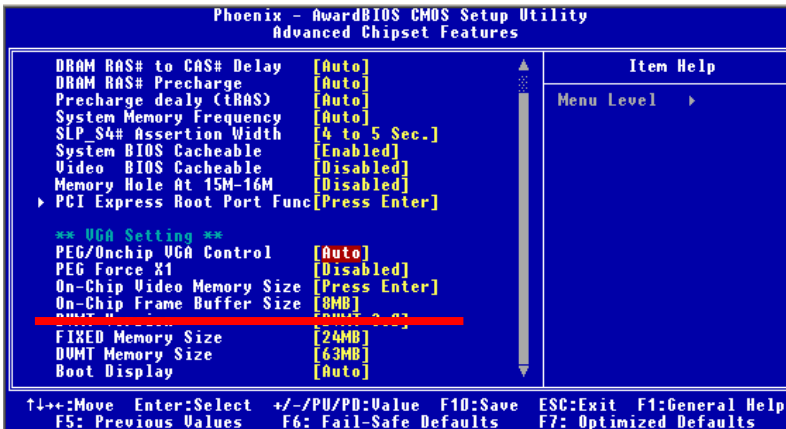 Phoenix - AwardBIOS CMOS Setup Utility
Advanced Chipset Features
DRAM RAS# to CAS# Delay [Auto]
DRAM RAS# Precharge [Auto]
Precharge dealy (tRAS) [Auto]
System Memory Frequency [Auto]
SLP_S4# Assertion Width [4 to 5 Sec.]
System BIOS Cacheable [Enabled]
Video BIOS Cacheable [Disabled]
Memory Hole At 15M-16M [Disabled]
PCI Express Root Port Func[Press Enter]
** VGA Setting **
PEG/Onchip VGA Control [Auto]
PEG Force X1 [Disabled]
On-Chip Video Memory Size [Press Enter]
On-Chip Frame Buffer Size [8MB]
FIXED Memory Size [24MB]
DVMT Memory Size [63MB]
Boot Display [Auto]
Item Help
Menu Level
↑↓→←:Move Enter:Select +/-/PU/PD:Value F10:Save ESC:Exit F1:General Help
F5: Previous Values F6: Fail-Safe Defaults F7: Optimized Defaults